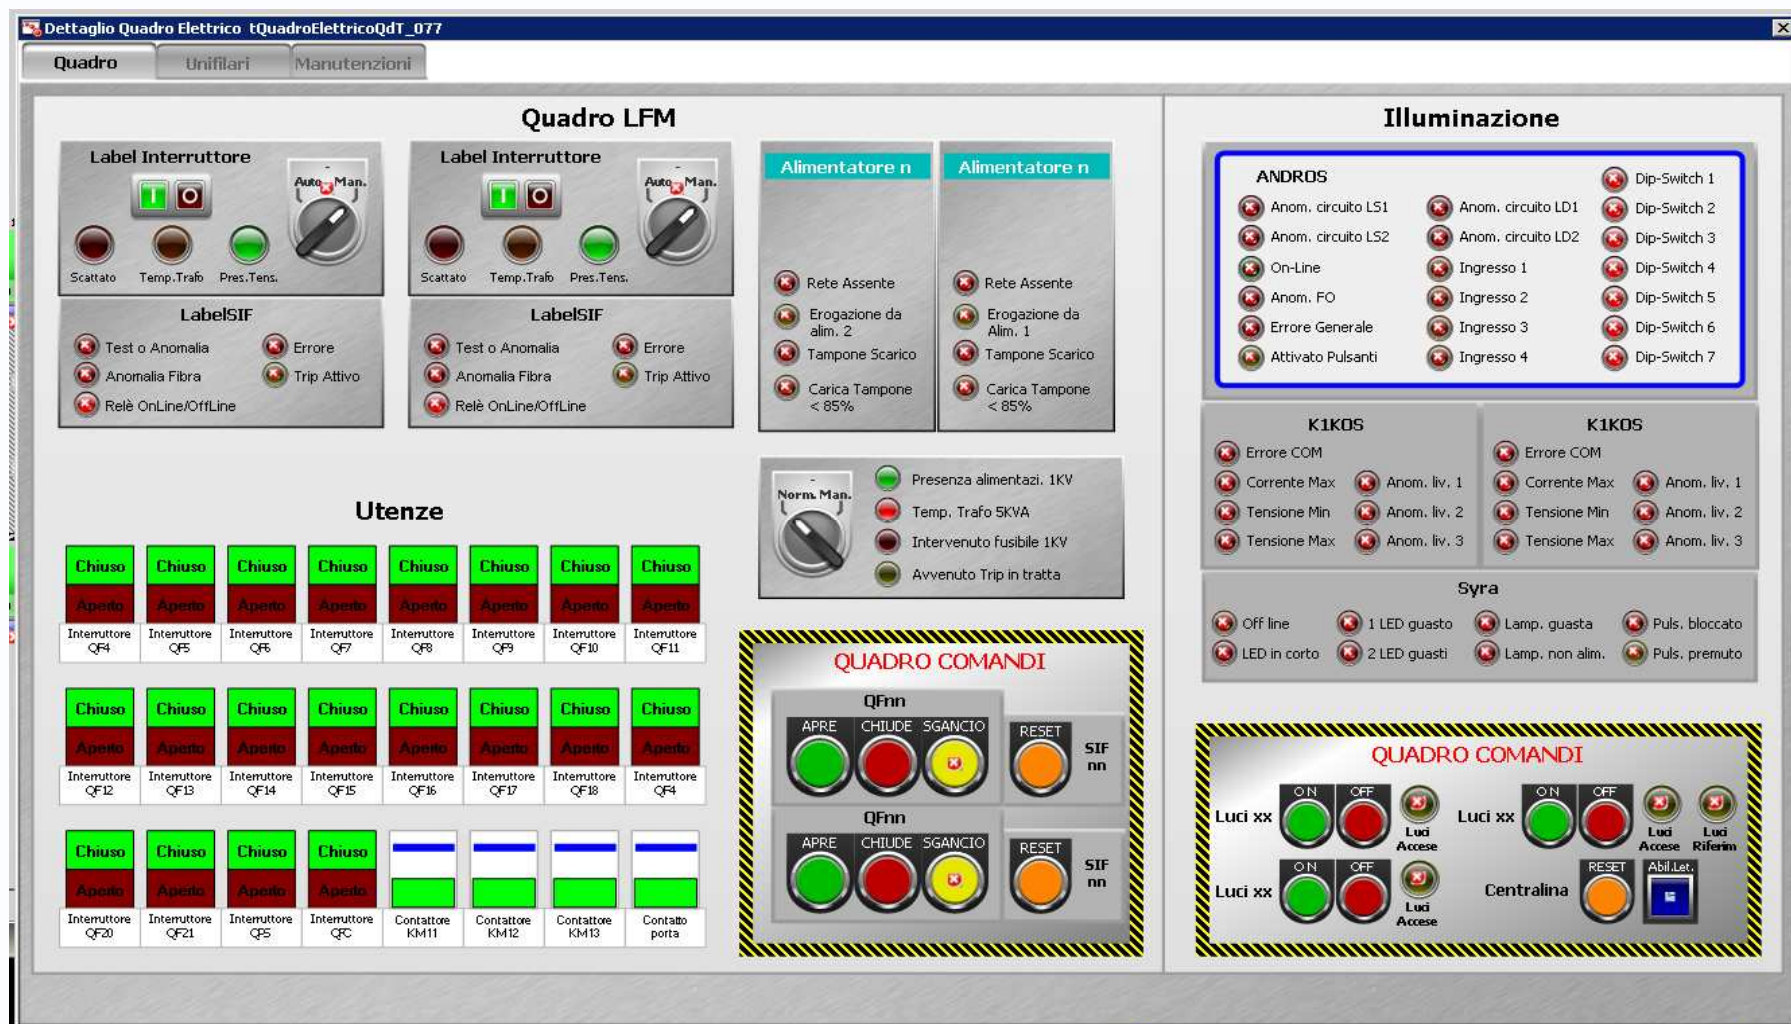 Dettaglio Quadro Elettrico tQuadroElettricoQdT_077
Quadro Unifilari Manutenzioni
Quadro LFM
Label Interruttore
Auto Man.
Scattato Temp.Trafo Pres.Tens.
LabelSIF
Test o Anomalia Errore
Anomalia Fibra Trip Attivo
Relè OnLine/OffLine
Label Interruttore
Auto Man.
Scattato Temp.Trafo Pres.Tens.
LabelSIF
Test o Anomalia Errore
Anomalia Fibra Trip Attivo
Relè OnLine/OffLine
Alimentatore n
Rete Assente
Erogazione da
alim. 2
Tampone Scarico
Carica Tampone
< 85%
Alimentatore n
Rete Assente
Erogazione da
Alim. 1
Tampone Scarico
Carica Tampone
< 85%
Norm. Man.
Presenza alimentazi. 1KV
Temp. Trafo 5KVA
Intervenuto fusibile 1KV
Avvenuto Trip in tratta
Utenze
Chiuso Chiuso Chiuso Chiuso Chiuso Chiuso Chiuso Chiuso
Aperto Aperto Aperto Aperto Aperto Aperto Aperto Aperto
Interruttore Interruttore Interruttore Interruttore Interruttore Interruttore Interruttore Interruttore
QF4 QF5 QF6 QF7 QF8 QF9 QF10 QF11
Chiuso Chiuso Chiuso Chiuso Chiuso Chiuso Chiuso Chiuso
Aperto Aperto Aperto Aperto Aperto Aperto Aperto Aperto
Interruttore Interruttore Interruttore Interruttore Interruttore Interruttore Interruttore Interruttore
QF12 QF13 QF14 QF15 QF16 QF17 QF18 QF4
Chiuso Chiuso Chiuso Chiuso
Aperto Aperto Aperto Aperto
Interruttore Interruttore Interruttore Interruttore Contattore Contattore Contattore Contatto
QF20 QF21 QPS QFC KM11 KM12 KM13 porta
QUADRO COMANDI
QFnn
APRE CHIUDE SGANCIO RESET
SIF
nn
QFnn
APRE CHIUDE SGANCIO RESET
SIF
nn
Illuminazione
ANDROS Dip-Switch 1
Anom. circuito LS1 Anom. circuito LD1 Dip-Switch 2
Anom. circuito LS2 Anom. circuito LD2 Dip-Switch 3
On-Line Ingresso 1 Dip-Switch 4
Anom. FO Ingresso 2 Dip-Switch 5
Errore Generale Ingresso 3 Dip-Switch 6
Attivato Pulsanti Ingresso 4 Dip-Switch 7
K1KOS
Errore COM
Corrente Max Anom. liv. 1
Tensione Min Anom. liv. 2
Tensione Max Anom. liv. 3
K1KOS
Errore COM
Corrente Max Anom. liv. 1
Tensione Min Anom. liv. 2
Tensione Max Anom. liv. 3
Syra
Off line 1 LED guasto Lamp. guasta Puls. bloccato
LED in corto 2 LED guasti Lamp. non alim. Puls. premuto
QUADRO COMANDI
Luci xx ON OFF Luci
Accese
Luci xx ON OFF Luci
Accese
Luci
Riferim
Luci xx ON OFF Luci
Accese
Centralina RESET Abil.Let.